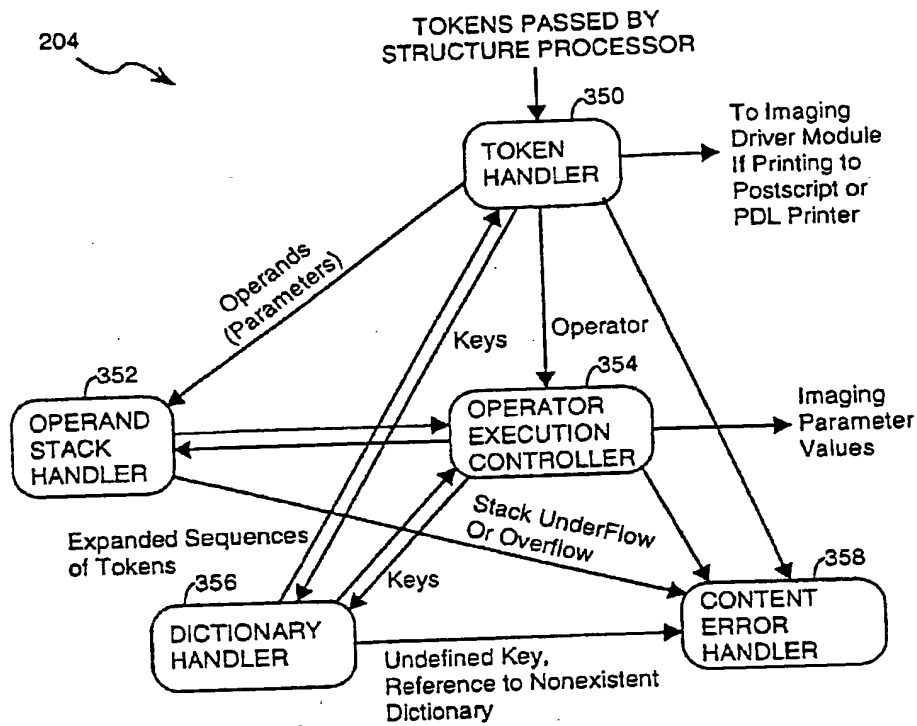 204
TOKENS PASSED BY
STRUCTURE PROCESSOR
350
TOKEN
HANDLER
To Imaging
Driver Module
If Printing to
Postscript or
PDL Printer
Operands
(Parameters)
Keys
Operator
352
OPERAND
STACK
HANDLER
354
OPERATOR
EXECUTION
CONTROLLER
Imaging
Parameter
Values
Stack UnderFlow
Or Overflow
Expanded Sequences
of Tokens
Keys
356
DICTIONARY
HANDLER
358
CONTENT
ERROR
HANDLER
Undefined Key,
Reference to Nonexistent
Dictionary